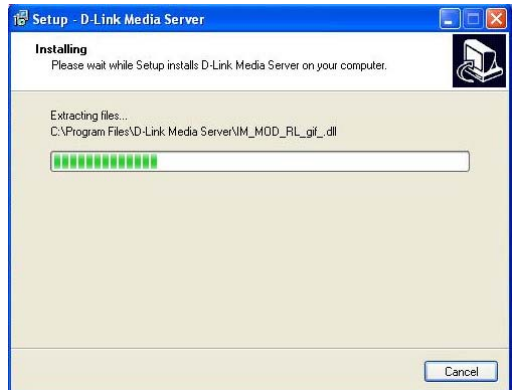 Setup - D-Link Media Server
Installing
Please wait while Setup installs D-Link Media Server on your computer.
Extracting files...
C:\Program Files\D-Link Media Server\IM_MOD_RL_gif_.dll
Cancel